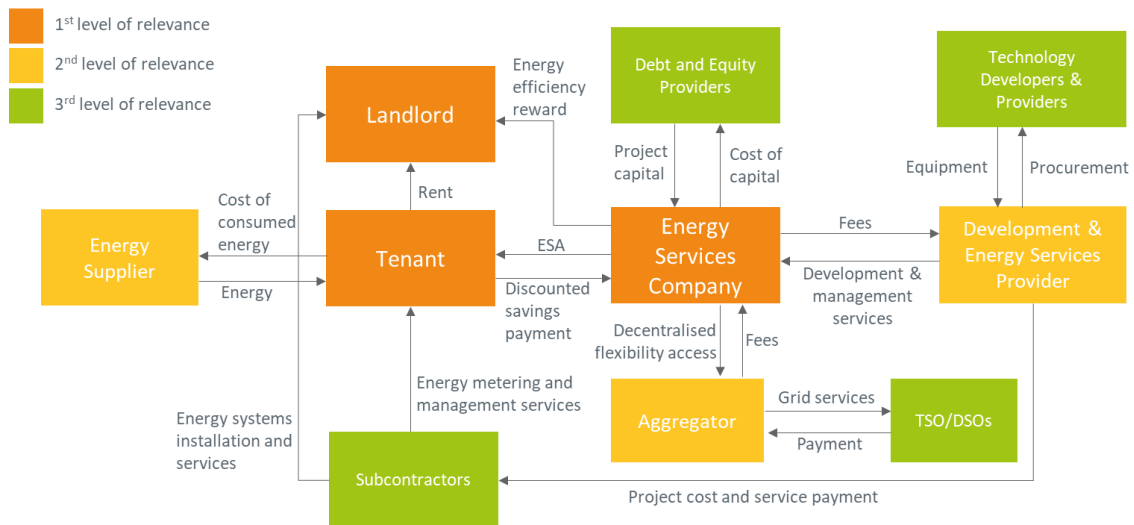 1st level of relevance
2nd level of relevance
3rd level of relevance
Energy
efficiency
reward
Debt and Equity
Providers
Technology
Developers &
Providers
Landlord
Project
capital
Cost of
capital
Equipment
Procurement
Rent
Cost of
consumed
energy
Energy
Supplier
Energy
Tenant
ESA
Discounted
savings
payment
Energy
Services
Company
Fees
Development &
management
services
Development &
Energy Services
Provider
Decentralised
flexibility access
Fees
Energy metering and
management services
Aggregator
Grid services
Payment
TSO/DSOs
Energy systems
installation and
services
Subcontractors
Project cost and service payment